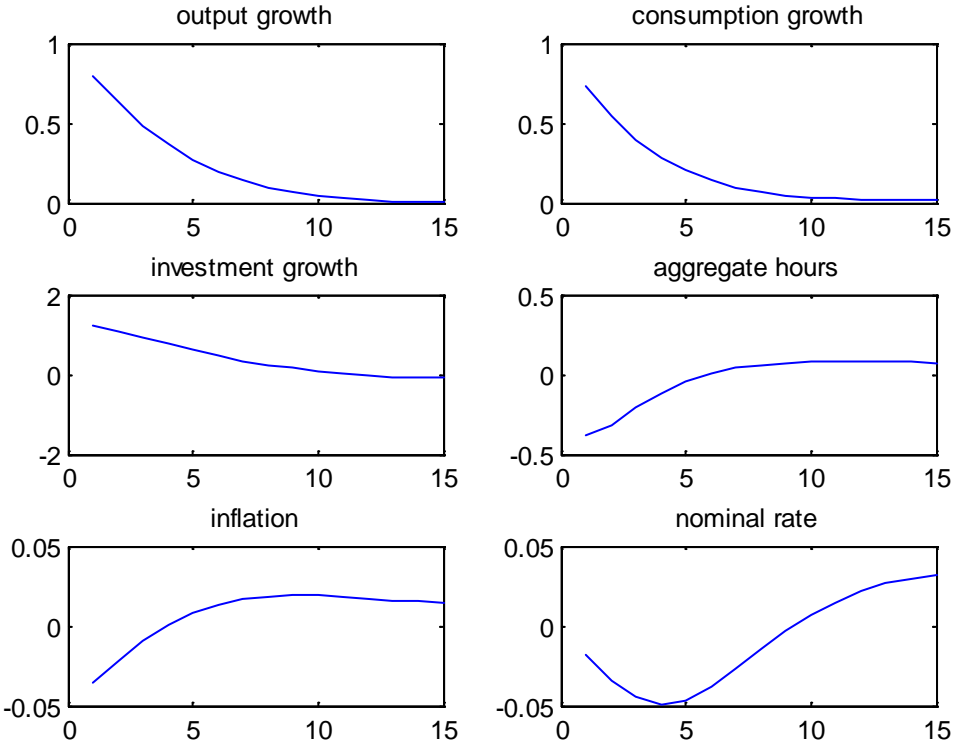 output growth
1
0.5
0
0 5 10 15
consumption growth
1
0.5
0
0 5 10 15
investment growth
2
0
-2
0 5 10 15
aggregate hours
0.5
0
-0.5
0 5 10 15
inflation
0.05
0
-0.05
0 5 10 15
nominal rate
0.05
0
-0.05
0 5 10 15